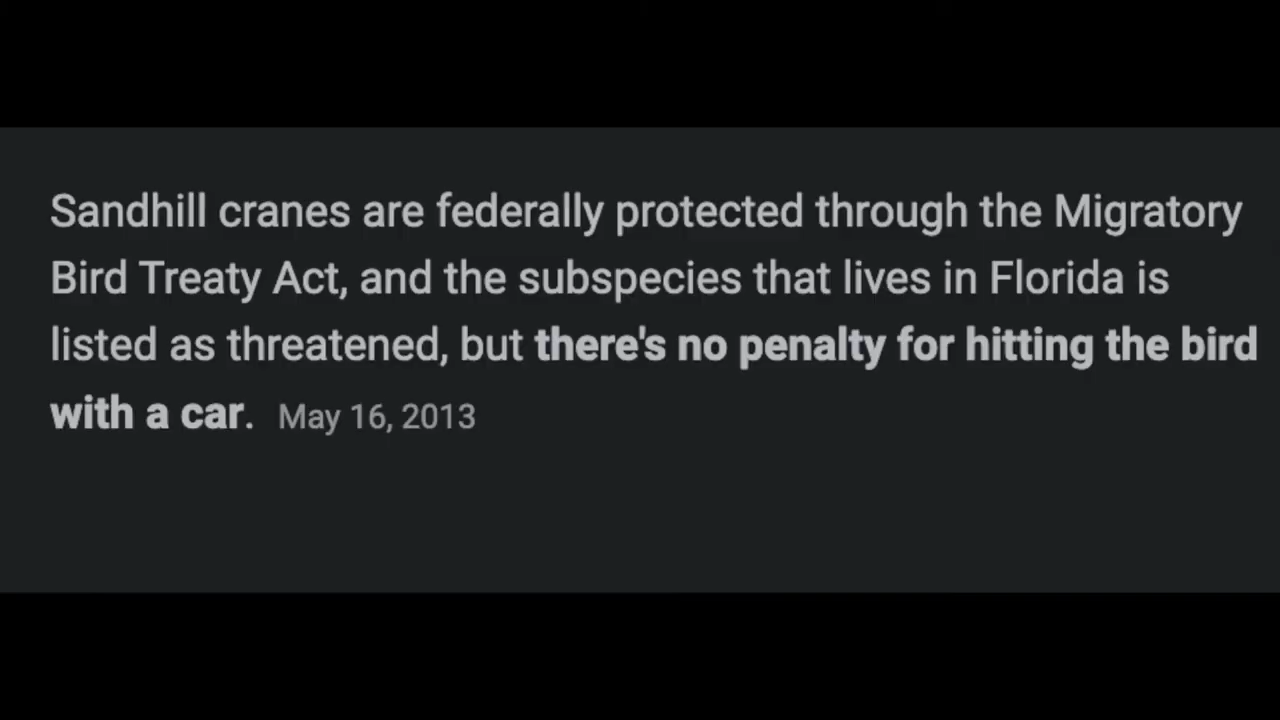 Sandhill cranes are federally protected through the Migratory
Bird Treaty Act, and the subspecies that lives in Florida is
listed as threatened, but there's no penalty for hitting the bird
with a car. May 16, 2013